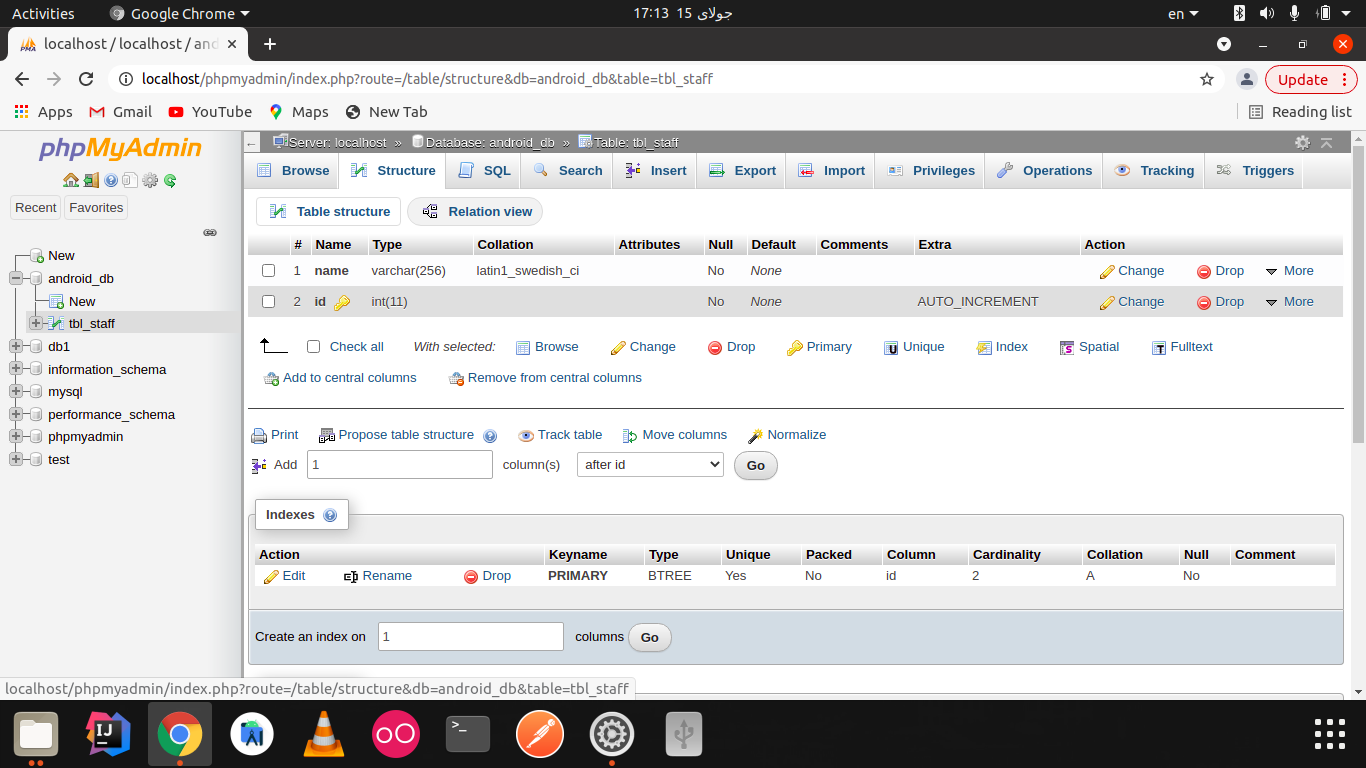 Activities Google Chrome 17:13 15 جولای en
localhost / localhost / and
localhost/phpmyadmin/index.php?route=/table/structure&db=android_db&table=tbl_staff Update
Apps Gmail YouTube Maps New Tab Reading list
phpMyAdmin
Recent Favorites
New
android_db
New
tbl_staff
db1
information_schema
mysql
performance_schema
phpmyadmin
test
Server: localhost » Database: android_db » Table: tbl_staff
Browse Structure SQL Search Insert Export Import Privileges Operations Tracking Triggers
Table structure Relation view
# Name Type Collation Attributes Null Default Comments Extra Action
1 name varchar(256) latin1_swedish_ci No None Change Drop More
2 id int(11) No None AUTO_INCREMENT Change Drop More
Check all With selected: Browse Change Drop Primary Unique Index Spatial Fulltext
Add to central columns Remove from central columns
Print Propose table structure Track table Move columns Normalize
Add 1 column(s) after id Go
Indexes
Action Keyname Type Unique Packed Column Cardinality Collation Null Comment
Edit Rename Drop PRIMARY BTREE Yes No id 2 A No
Create an index on 1 columns Go
localhost/phpmyadmin/index.php?route=/table/structure&db=android_db&table=tbl_staff